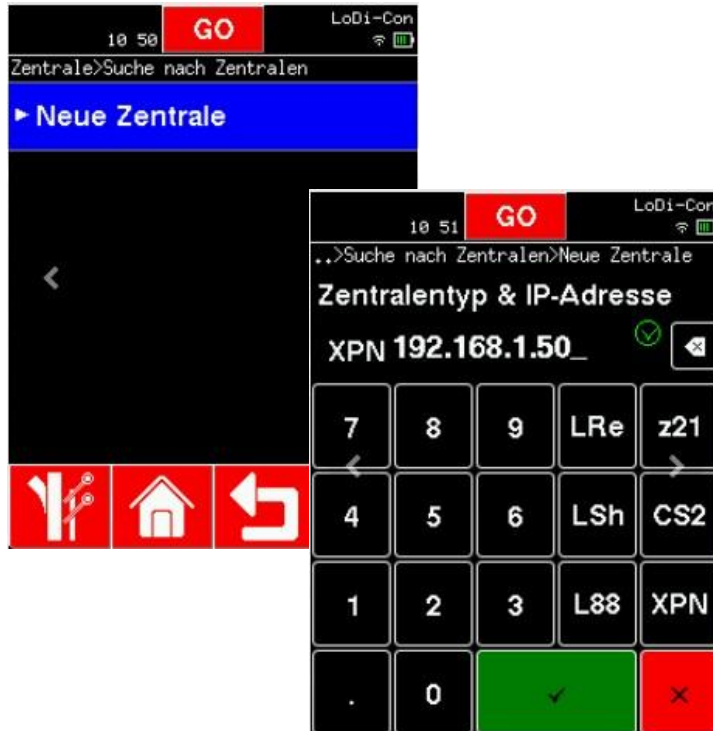 10 50 GO LoDi-Con
Zentrale>Suche nach Zentralen
Neue Zentrale
10 51 GO LoDi-Con
..>Suche nach Zentralen>Neue Zentrale
Zentralentyp & IP-Adresse
XPN 192.168.1.50_
7 8 9 LRe z21
4 5 6 LSh CS2
1 2 3 L88 XPN
. 0